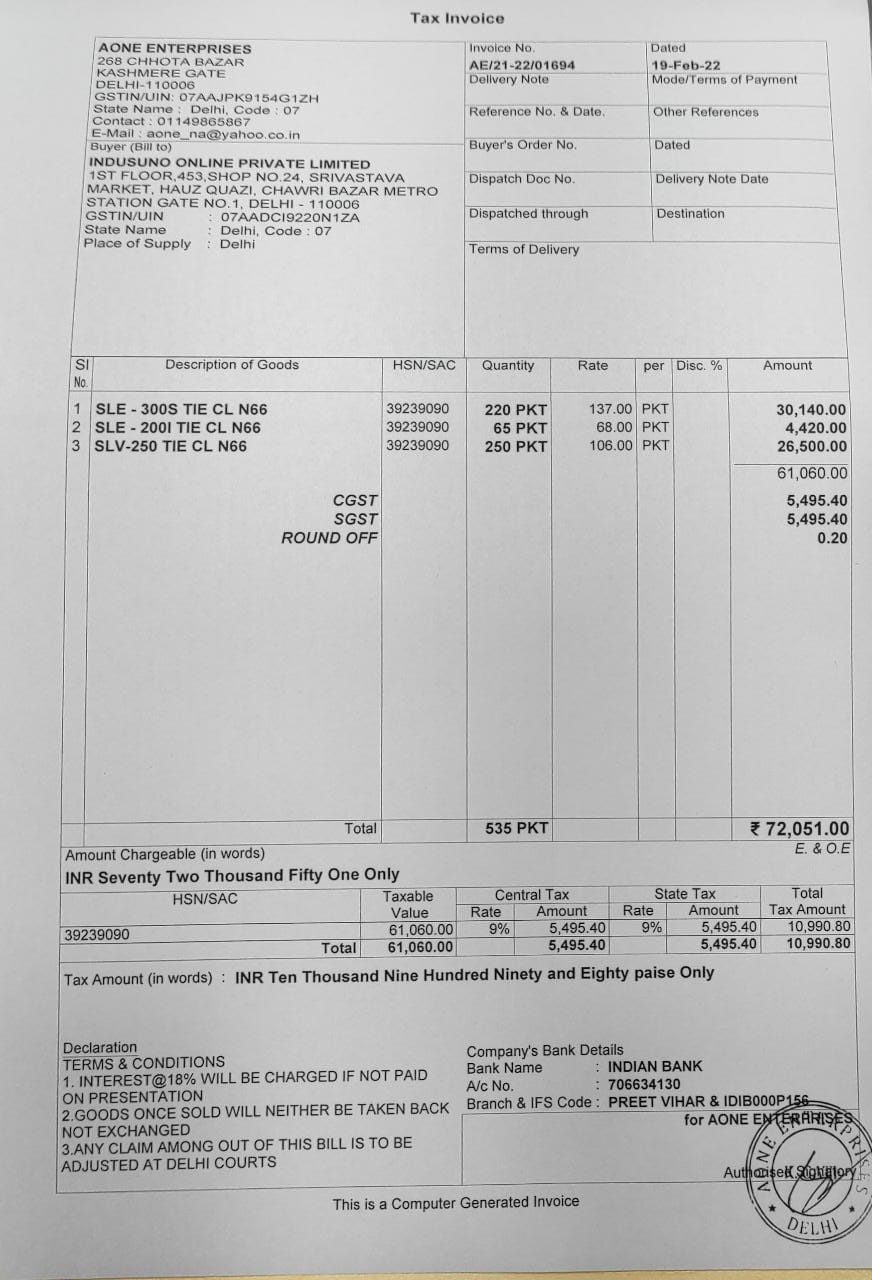 Tax Invoice
AONE ENTERPRISES
268 CHHOTA BAZAR
KASHMERE GATE
DELHI-110006
GSTIN/UIN: 07AAJPK9154G1ZH
State Name : Delhi, Code : 07
Contact : 01149865867
E-Mail : aone_na@yahoo.co.in
Buyer (Bill to)
INDUSUNO ONLINE PRIVATE LIMITED
1ST FLOOR,453,SHOP NO.24, SRIVASTAVA
MARKET, HAUZ QUAZI, CHAWRI BAZAR METRO
STATION GATE NO.1, DELHI - 110006
GSTIN/UIN : 07AADCI9220N1ZA
State Name : Delhi, Code : 07
Place of Supply : Delhi
Invoice No. Dated
AE/21-22/01694 19-Feb-22
Delivery Note Mode/Terms of Payment
Reference No. & Date. Other References
Buyer's Order No. Dated
Dispatch Doc No. Delivery Note Date
Dispatched through Destination
Terms of Delivery
Sl No. Description of Goods HSN/SAC Quantity Rate per Disc. % Amount
1 SLE - 300S TIE CL N66 39239090 220 PKT 137.00 PKT 30,140.00
2 SLE - 200I TIE CL N66 39239090 65 PKT 68.00 PKT 4,420.00
3 SLV-250 TIE CL N66 39239090 250 PKT 106.00 PKT 26,500.00
61,060.00
CGST 5,495.40
SGST 5,495.40
ROUND OFF 0.20
Total 535 PKT ₹ 72,051.00
Amount Chargeable (in words) E. & O.E
INR Seventy Two Thousand Fifty One Only
HSN/SAC Taxable Value Central Tax State Tax Total Tax Amount
Rate Amount Rate Amount
39239090 61,060.00 9% 5,495.40 9% 5,495.40 10,990.80
Total 61,060.00 5,495.40 5,495.40 10,990.80
Tax Amount (in words) : INR Ten Thousand Nine Hundred Ninety and Eighty paise Only
Declaration
TERMS & CONDITIONS
1. INTEREST@18% WILL BE CHARGED IF NOT PAID
ON PRESENTATION
2.GOODS ONCE SOLD WILL NEITHER BE TAKEN BACK
NOT EXCHANGED
3.ANY CLAIM AMONG OUT OF THIS BILL IS TO BE
ADJUSTED AT DELHI COURTS
Company's Bank Details
Bank Name : INDIAN BANK
A/c No. : 706634130
Branch & IFS Code : PREET VIHAR & IDIB000P156
for AONE ENTERPRISES
Authorised Signatory
AONE ENTERPRISES
DELHI
This is a Computer Generated Invoice